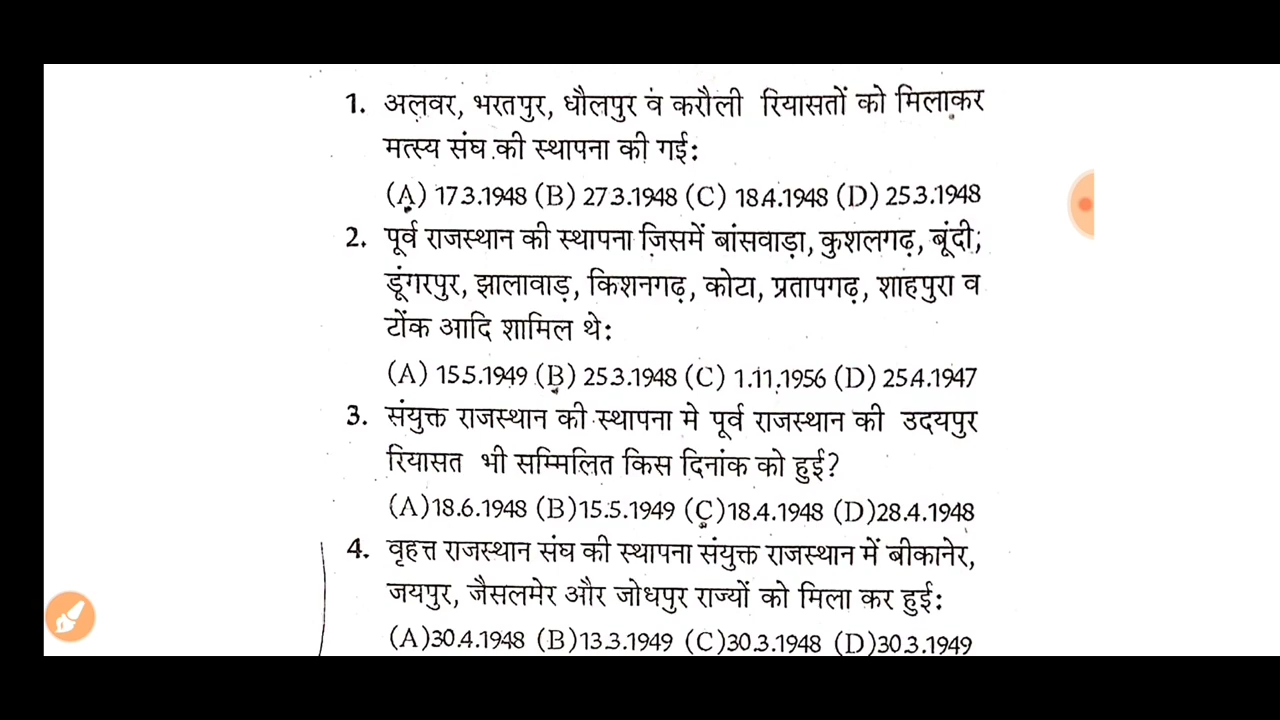 1. अलवर, भरतपुर, धौलपुर व करौली रियासतों को मिलाकर
मत्स्य संघ की स्थापना की गई:
(A) 17.3.1948 (B) 27.3.1948 (C) 18.4.1948 (D) 25.3.1948
2. पूर्व राजस्थान की स्थापना जिसमें बांसवाड़ा, कुशलगढ़, बूंदी,
डूंगरपुर, झालावाड़, किशनगढ़, कोटा, प्रतापगढ़, शाहपुरा व
टोंक आदि शामिल थे:
(A) 15.5.1949 (B) 25.3.1948 (C) 1.11.1956 (D) 25.4.1947
3. संयुक्त राजस्थान की स्थापना मे पूर्व राजस्थान की उदयपुर
रियासत भी सम्मिलित किस दिनांक को हुई?
(A)18.6.1948 (B)15.5.1949 (C)18.4.1948 (D)28.4.1948
4. वृहत्त राजस्थान संघ की स्थापना संयुक्त राजस्थान में बीकानेर,
जयपुर, जैसलमेर और जोधपुर राज्यों को मिला कर हुई:
(A)30.4.1948 (B)13.3.1949 (C)30.3.1948 (D)30.3.1949